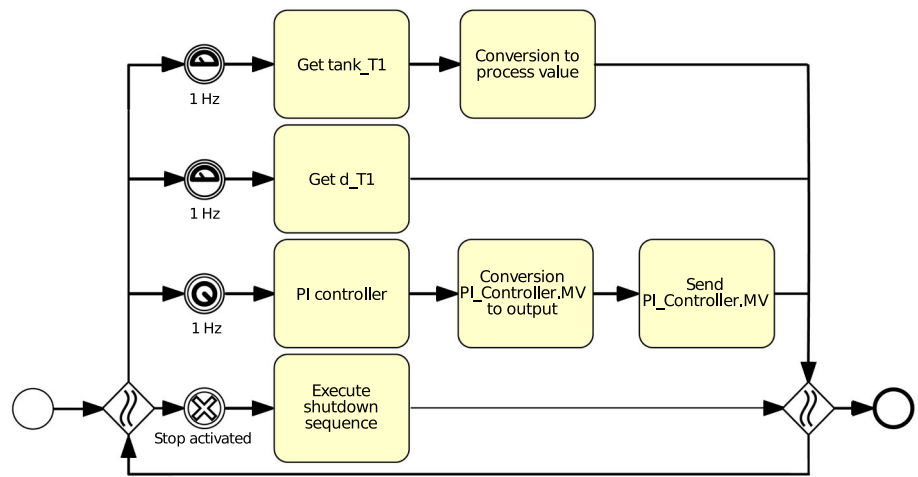 Get tank_T1
Conversion to
process value
1 Hz
Get d_T1
1 Hz
PI controller
Conversion
PI_Controller.MV
to output
Send
PI_Controller.MV
1 Hz
Execute
shutdown
sequence
Stop activated